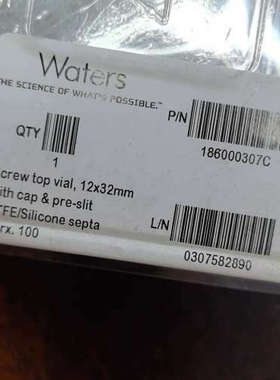 Waters
THE SCIENCE OF WHAT'S POSSIBLE.™
P/N
186000307C
QTY
1
crew top vial, 12x32mm
ith cap & pre-slit
TFE/Silicone septa
rx. 100
L/N
0307582890